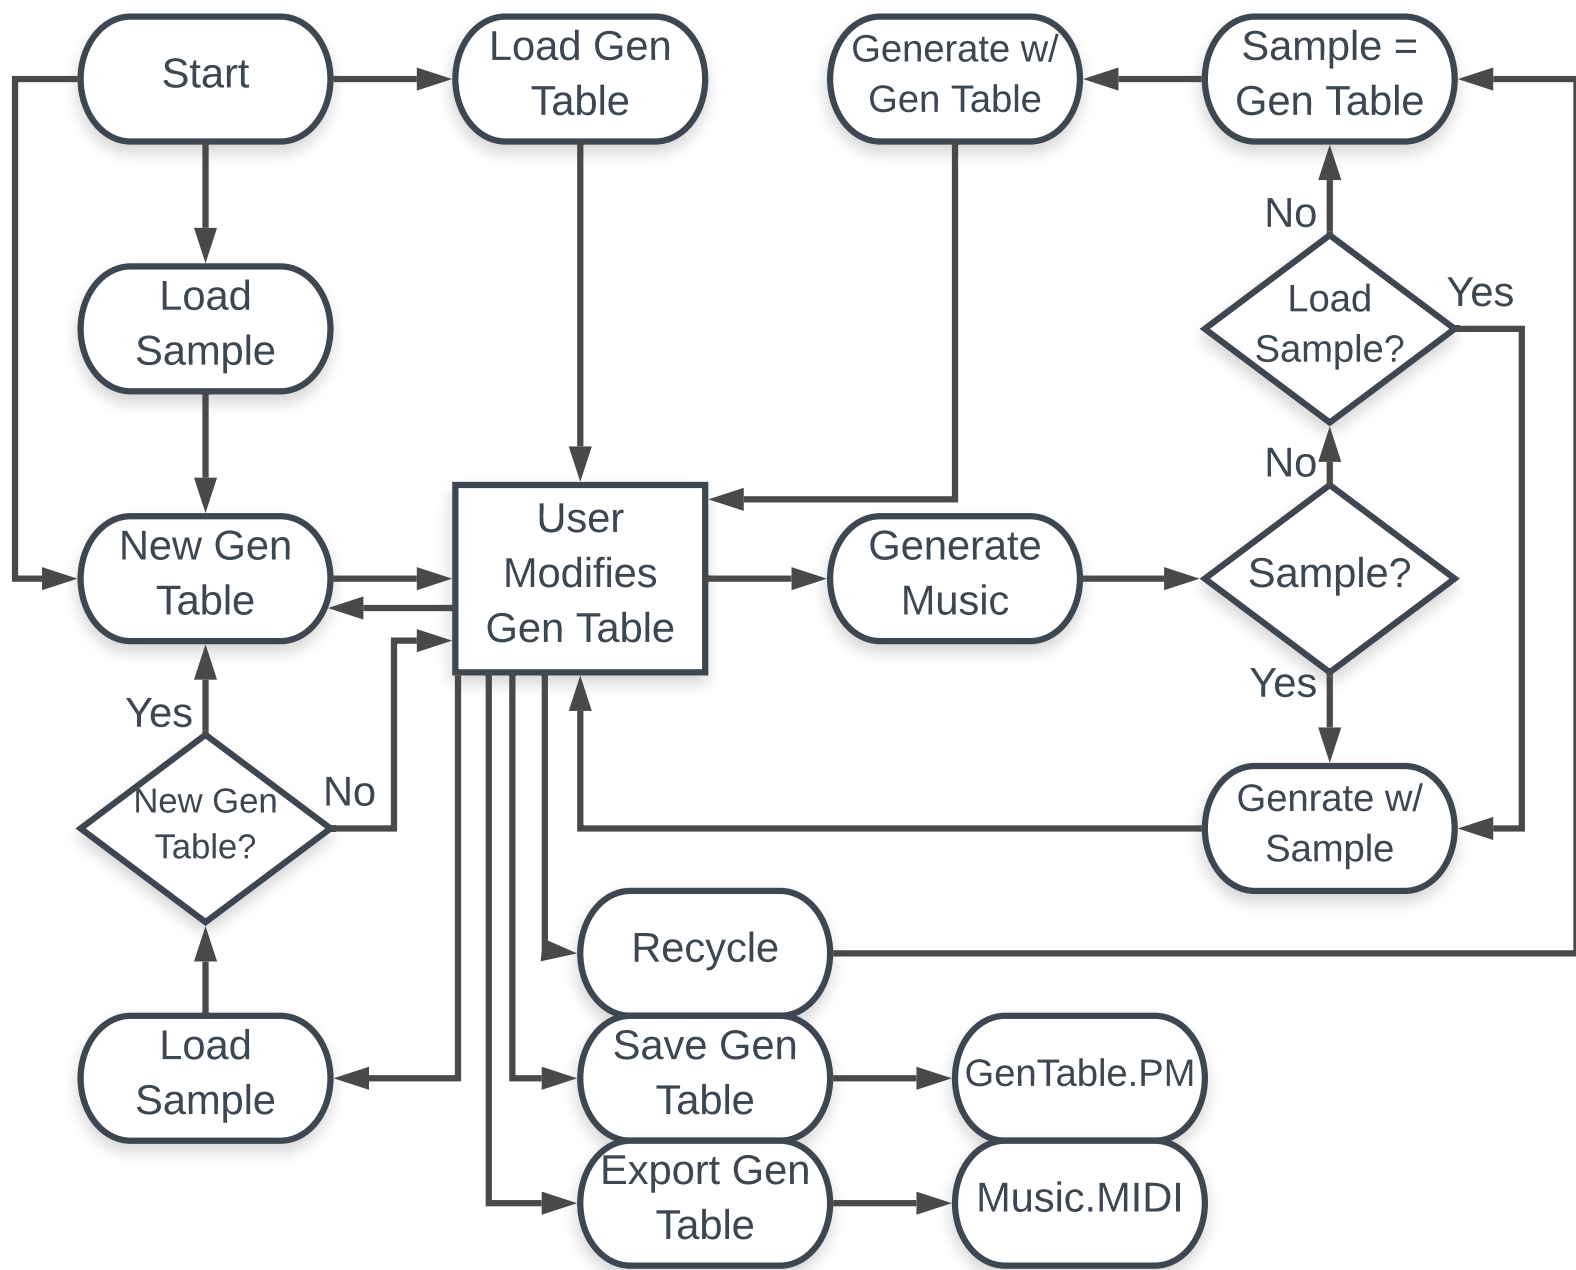 Start
Load Gen
Table
Generate w/
Gen Table
Sample =
Gen Table
No
Load
Sample
Load
Sample?
Yes
No
User
Modifies
Gen Table
New Gen
Table
Generate
Music
Sample?
Yes
Yes
No
New Gen
Table?
Genrate w/
Sample
Recycle
Load
Sample
Save Gen
Table
GenTable.PM
Export Gen
Table
Music.MIDI